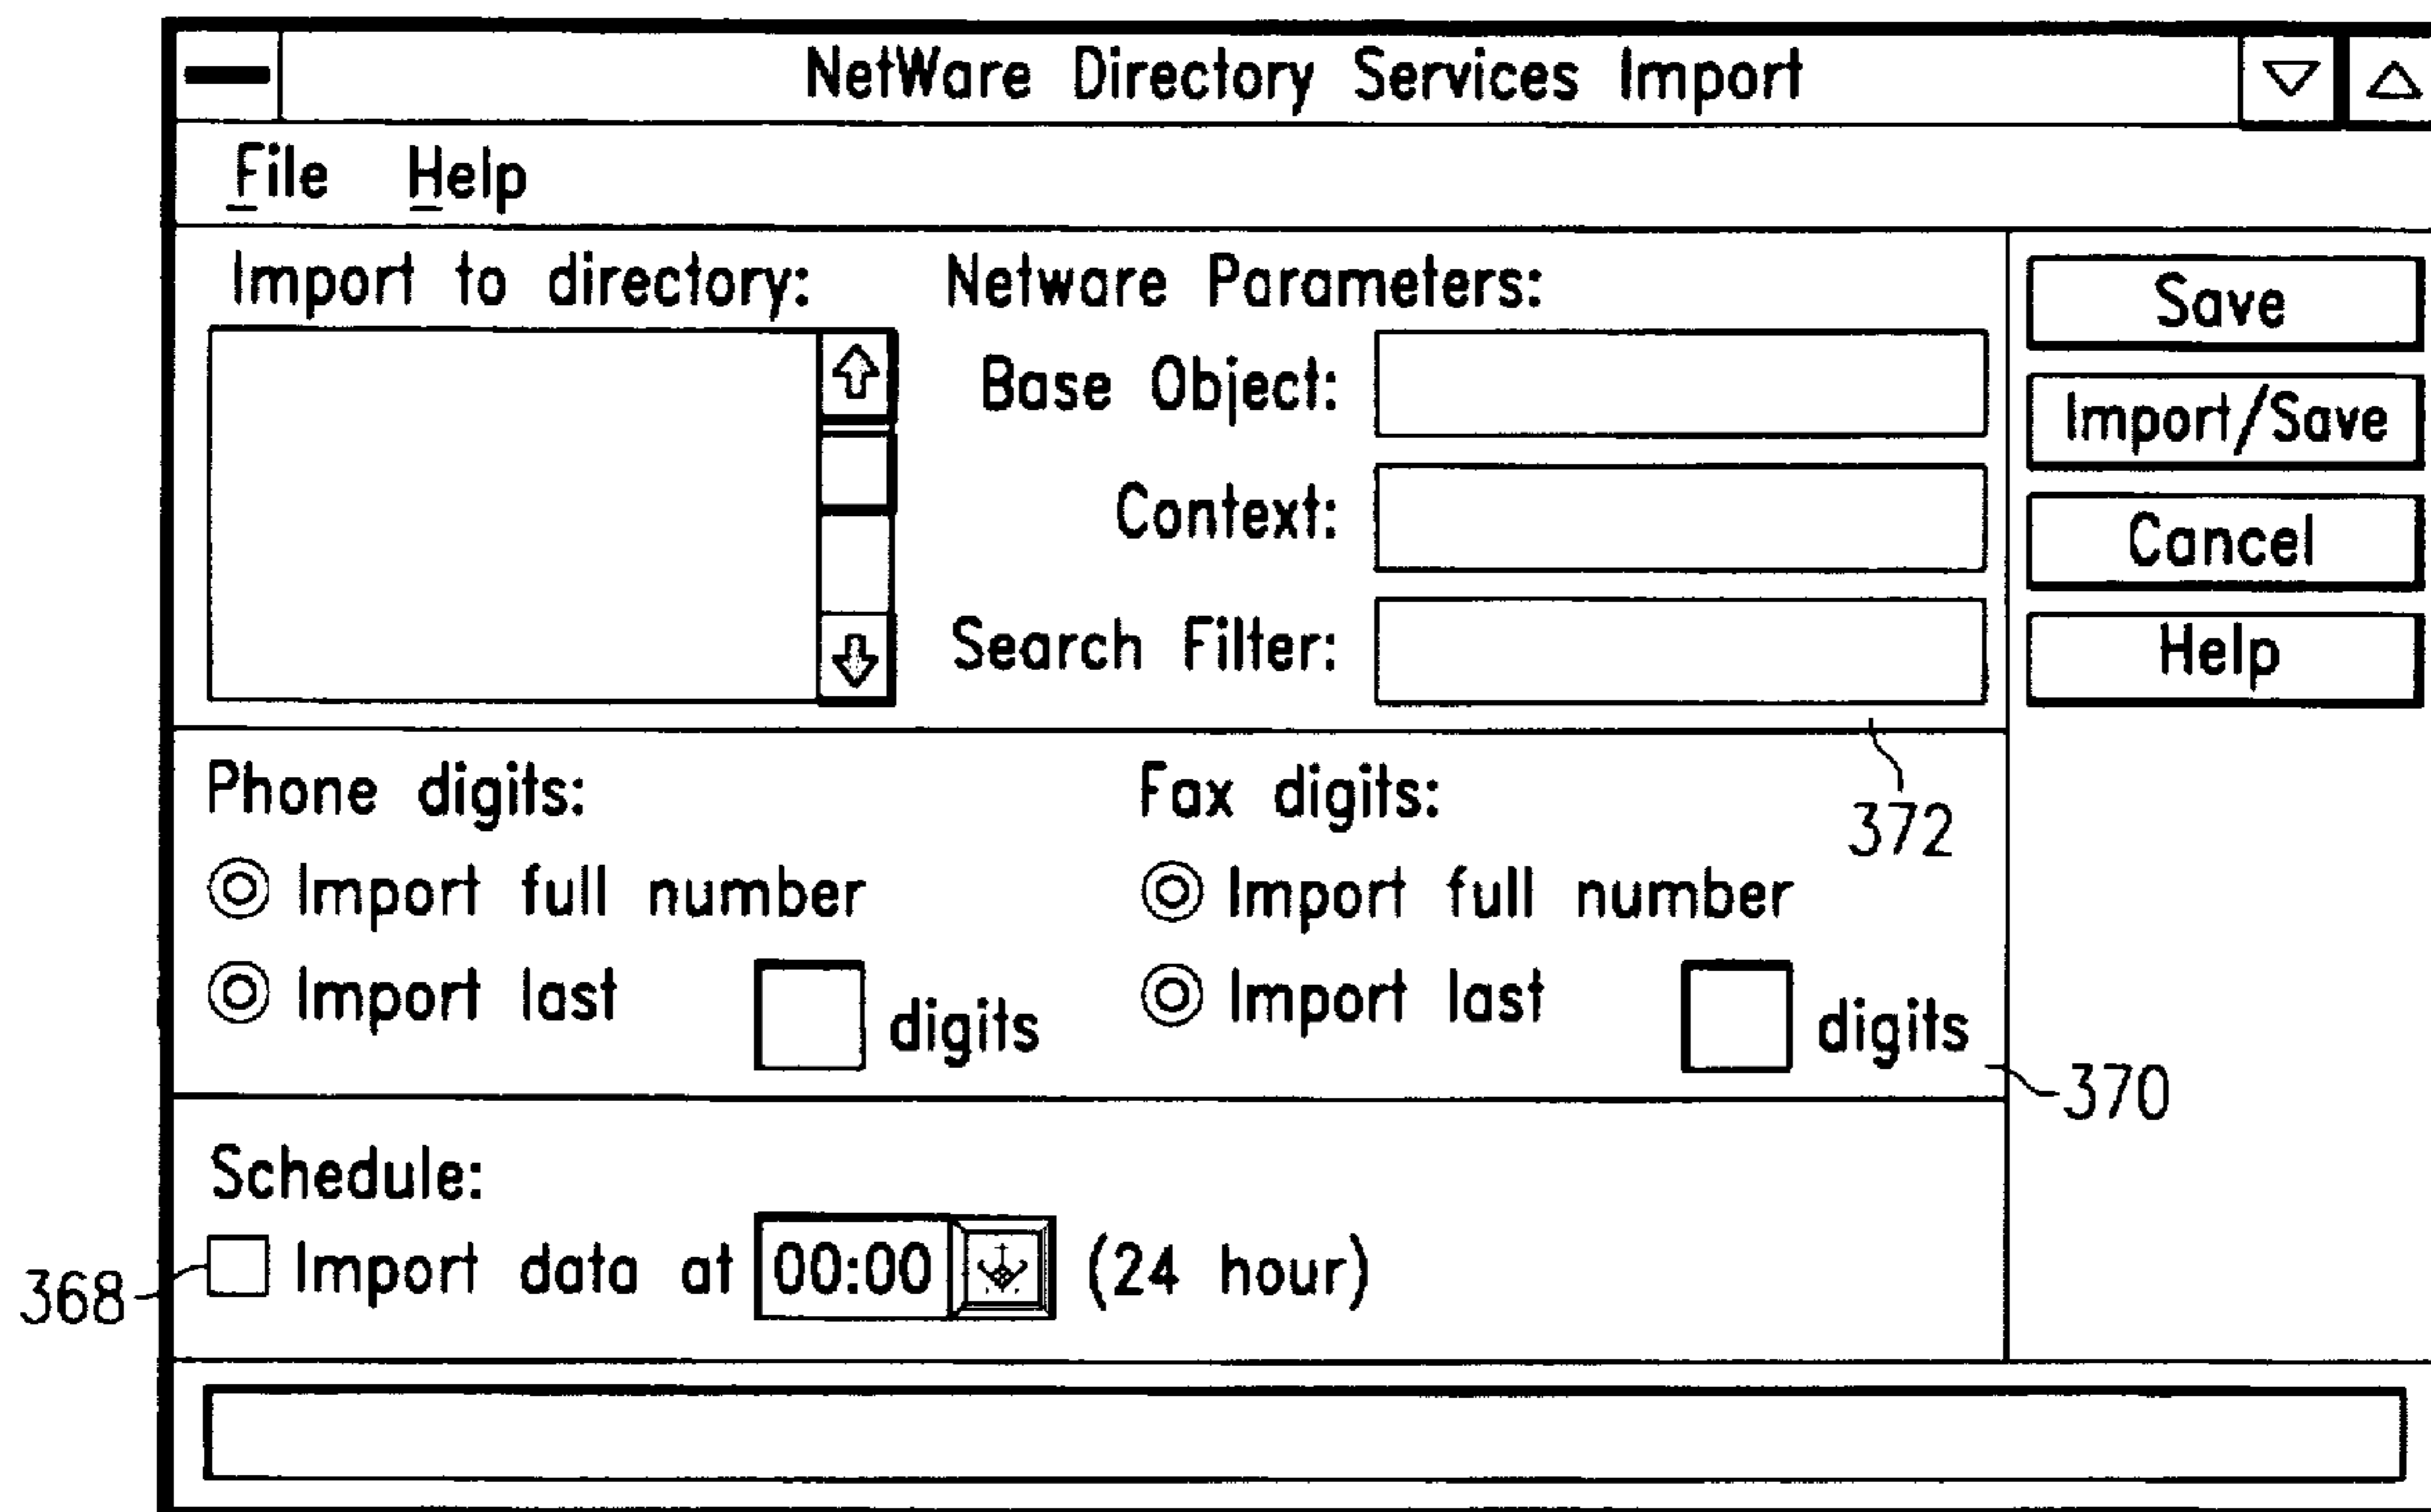 NetWare Directory Services Import
File Help
Import to directory:
Netware Parameters:
Base Object:
Context:
Search Filter:
Save
Import/Save
Cancel
Help
372
Phone digits:
Import full number
Import last digits
Fax digits:
Import full number
Import last digits
370
Schedule:
368
Import data at 00:00 (24 hour)